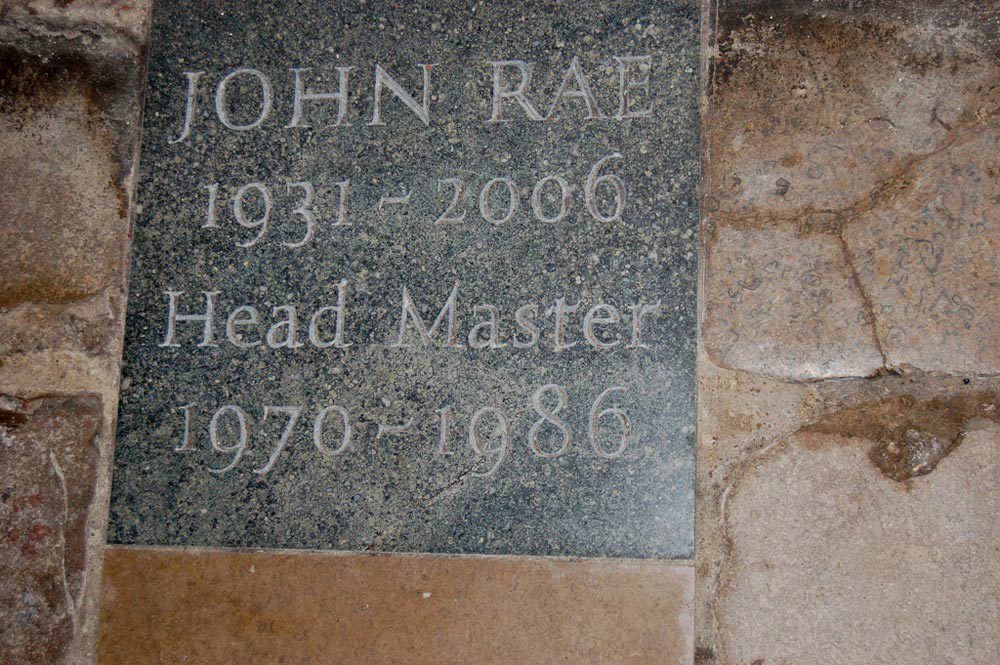 JOHN RAE
1931 – 2006
Head Master
1970 – 1986